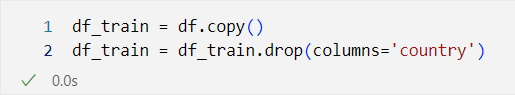 1 df_train = df.copy()
2 df_train = df_train.drop(columns='country')
✓ 0.0s